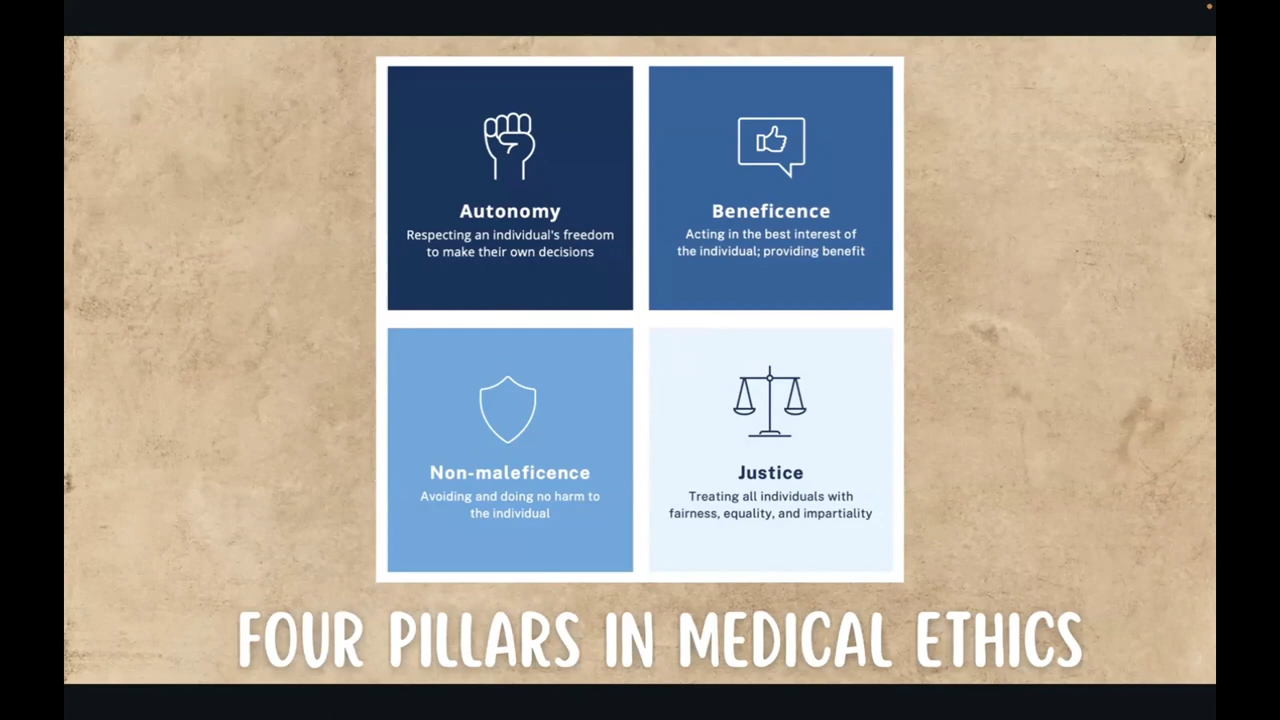 Autonomy
Respecting an individual's freedom
to make their own decisions
Beneficence
Acting in the best interest of
the individual; providing benefit
Non-maleficence
Avoiding and doing no harm to
the individual
Justice
Treating all individuals with
fairness, equality, and impartiality
FOUR PILLARS IN MEDICAL ETHICS